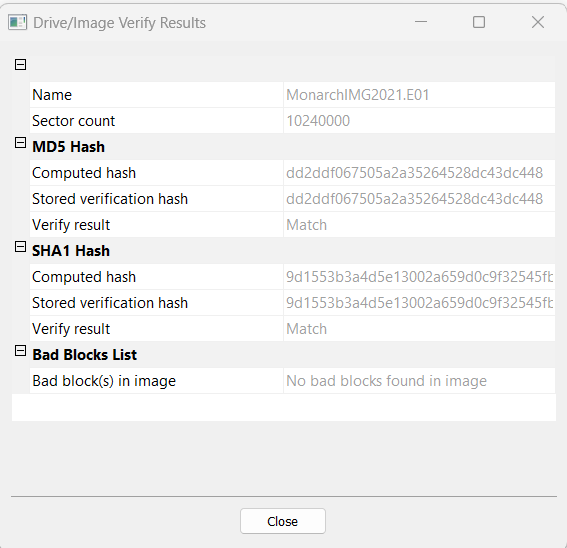 Drive/Image Verify Results
Name MonarchIMG2021.E01
Sector count 10240000
MD5 Hash
Computed hash dd2ddf067505a2a35264528dc43dc448
Stored verification hash dd2ddf067505a2a35264528dc43dc448
Verify result Match
SHA1 Hash
Computed hash 9d1553b3a4d5e13002a659d0c9f32545fb
Stored verification hash 9d1553b3a4d5e13002a659d0c9f32545fb
Verify result Match
Bad Blocks List
Bad block(s) in image No bad blocks found in image
Close